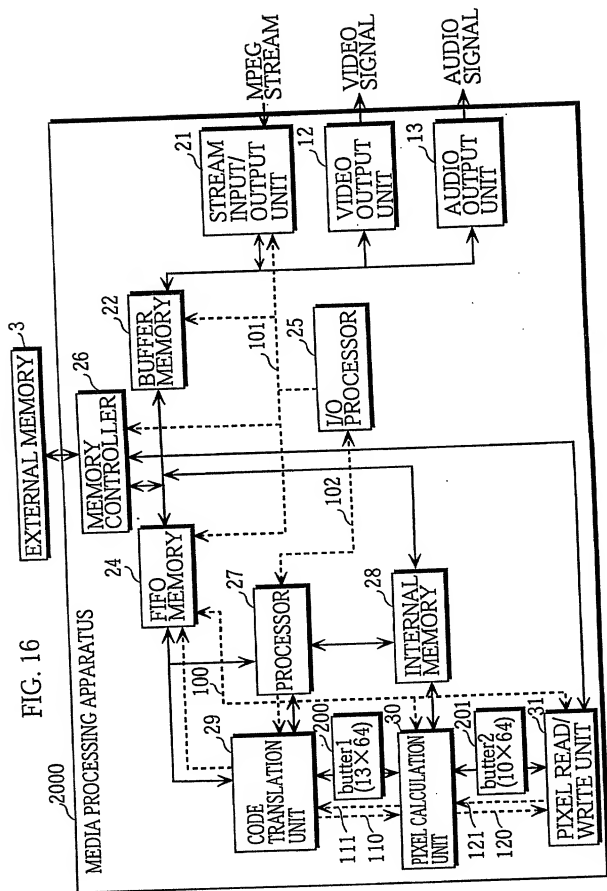 FIG. 16
2000
MEDIA PROCESSING APPARATUS
EXTERNAL MEMORY
3
MEMORY
CONTROLLER
26
FIFO
MEMORY
24
BUFFER
MEMORY
22
STREAM
INPUT/
OUTPUT
UNIT
21
MPEG
STREAM
VIDEO
OUTPUT
UNIT
12
VIDEO
SIGNAL
AUDIO
OUTPUT
UNIT
13
AUDIO
SIGNAL
101
I/O
PROCESSOR
25
102
100
PROCESSOR
27
INTERNAL
MEMORY
28
CODE
TRANSLATION
UNIT
29
butter1
(13×64)
200
111
110
PIXEL CALCULATION
UNIT
30
butter2
(10×64)
201
121
120
PIXEL READ/
WRITE UNIT
31